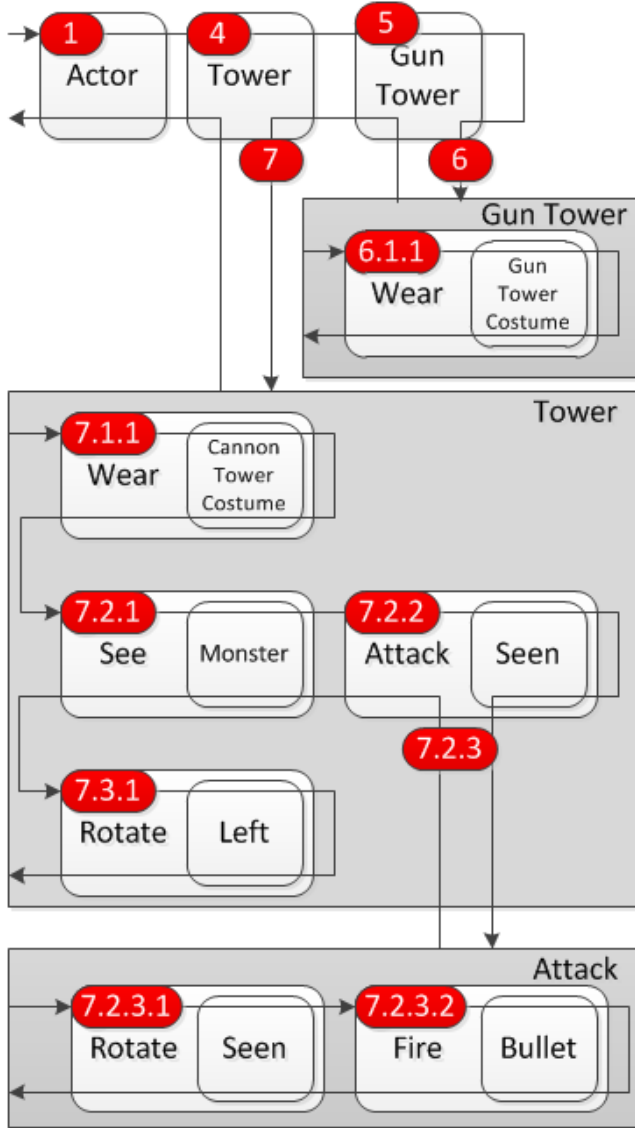 1
Actor
4
Tower
5
Gun
Tower
7
6
Gun Tower
6.1.1
Wear
Gun
Tower
Costume
Tower
7.1.1
Wear
Cannon
Tower
Costume
7.2.1
See
Monster
7.2.2
Attack
Seen
7.2.3
7.3.1
Rotate
Left
Attack
7.2.3.1
Rotate
Seen
7.2.3.2
Fire
Bullet